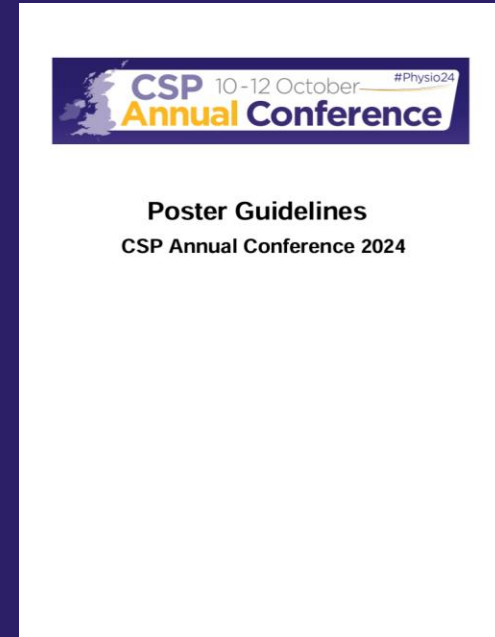 CSP 10-12 October #Physio24
Annual Conference
Poster Guidelines
CSP Annual Conference 2024